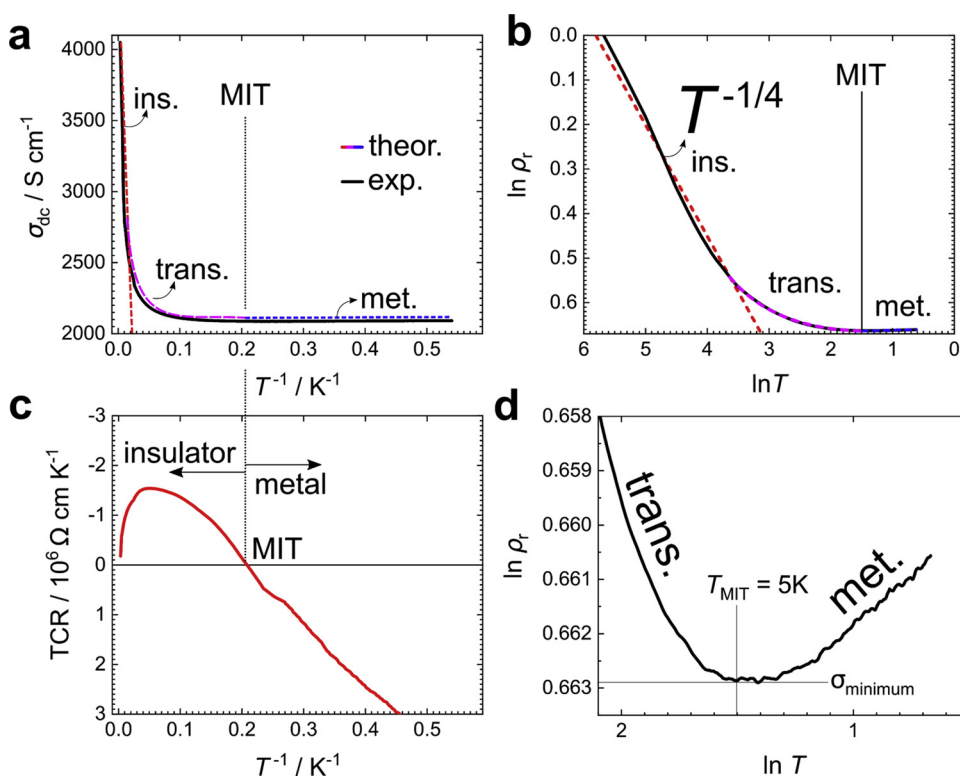 a
4000
3500
3000
2500
2000
σdc / S cm-1
ins.
MIT
theor.
exp.
trans.
met.
0.0 0.1 0.2 0.3 0.4 0.5
T-1 / K-1
b
0.0
0.1
0.2
0.3
0.4
0.5
0.6
ln ρr
T-1/4
ins.
MIT
trans.
met.
6 5 4 3 2 1 0
lnT
c
-3
-2
-1
0
1
2
3
TCR / 106 Ω cm K-1
insulator
metal
MIT
0.0 0.1 0.2 0.3 0.4 0.5
T-1 / K-1
d
0.658
0.659
0.660
0.661
0.662
0.663
ln ρr
trans.
TMIT = 5K
met.
σminimum
2 1
ln T